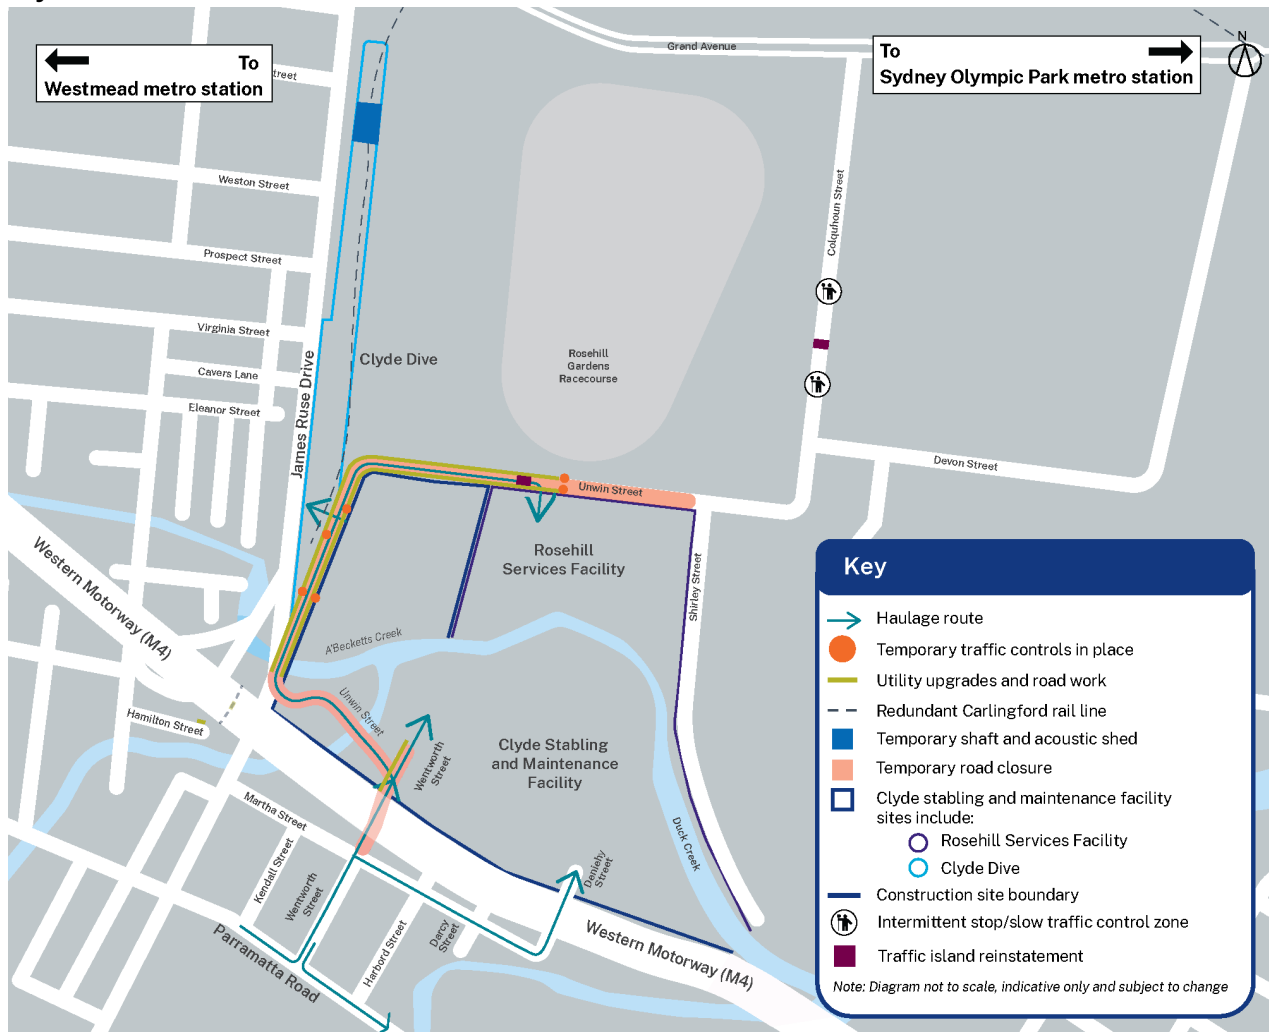 To
Westmead metro station
To
Sydney Olympic Park metro station
N
Grand Avenue
treet
Weston Street
Prospect Street
Virginia Street
Cavers Lane
Eleanor Street
James Ruse Drive
Clyde Dive
Rosehill
Gardens
Racecourse
Colquhoun Street
Devon Street
Unwin Street
Rosehill
Services Facility
Shirley Street
A'Becketts Creek
Unwin Street
Western Motorway (M4)
Hamilton Street
Wentworth
Street
Clyde Stabling
and Maintenance
Facility
Duck Creek
Martha Street
Kendall Street
Wentworth
Street
Harbord Street
Darcy
Street
Deniehy
Street
Parramatta Road
Western Motorway (M4)
Key
Haulage route
Temporary traffic controls in place
Utility upgrades and road work
Redundant Carlingford rail line
Temporary shaft and acoustic shed
Temporary road closure
Clyde stabling and maintenance facility
sites include:
Rosehill Services Facility
Clyde Dive
Construction site boundary
Intermittent stop/slow traffic control zone
Traffic island reinstatement
Note: Diagram not to scale, indicative only and subject to change